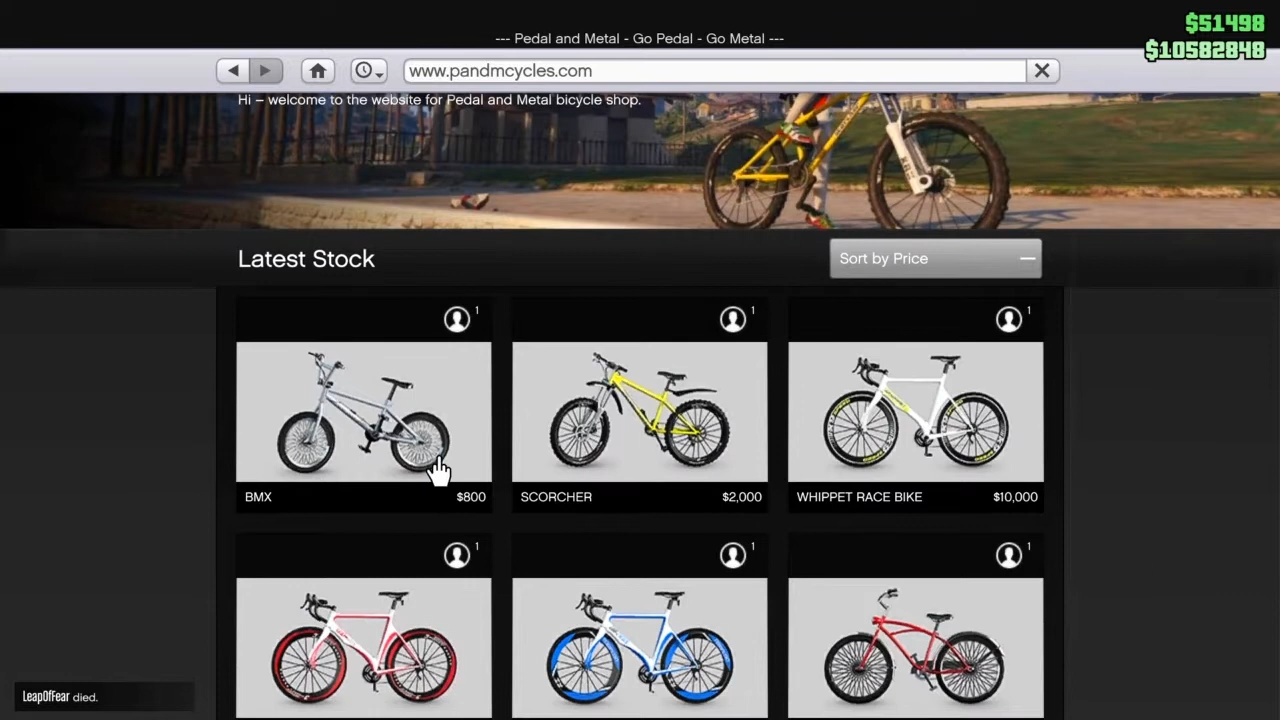 $51498
--- Pedal and Metal - Go Pedal - Go Metal ---
$10582848
www.pandmcycles.com
Hi – welcome to the website for Pedal and Metal bicycle shop.
Latest Stock
Sort by Price
1
1
1
BMX $800
SCORCHER $2,000
WHIPPET RACE BIKE $10,000
1
1
1
LeapOfFear died.